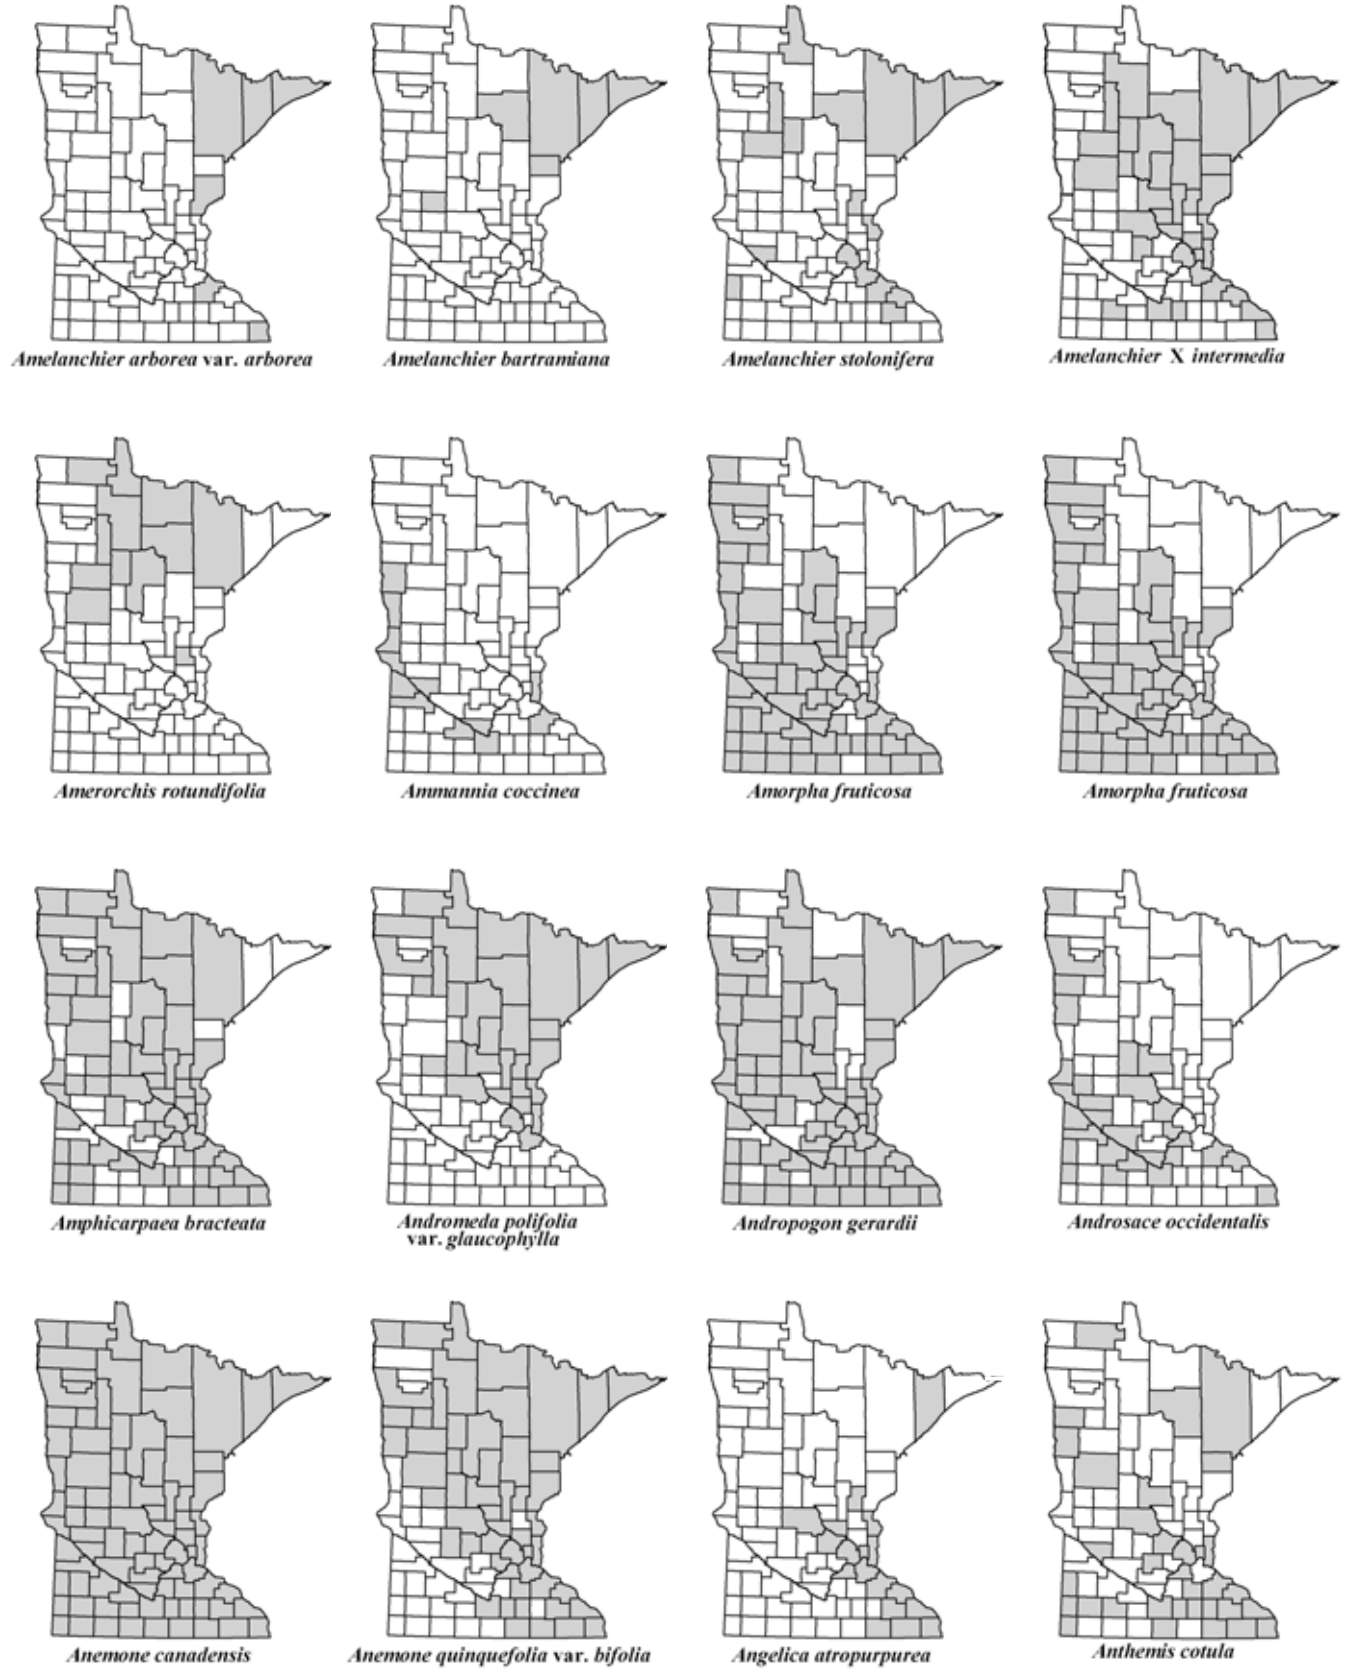 Amelanchier arborea var. arborea
Amelanchier bartramiana
Amelanchier stolonifera
Amelanchier X intermedia
Amerorchis rotundifolia
Ammannia coccinea
Amorpha fruticosa
Amorpha fruticosa
Amphicarpaea bracteata
Andromeda polifolia
var. glaucophylla
Andropogon gerardii
Androsace occidentalis
Anemone canadensis
Anemone quinquefolia var. bifolia
Angelica atropurpurea
Anthemis cotula